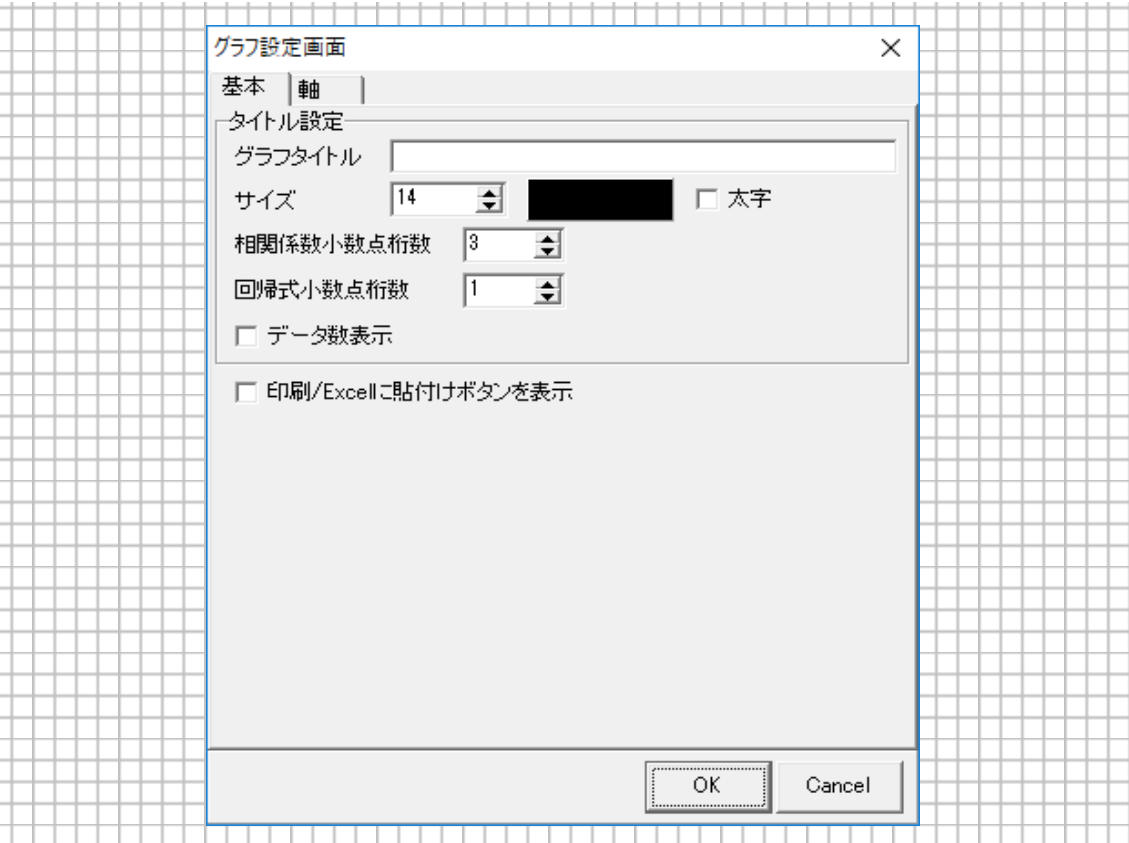 グラフ設定画面
基本 軸
タイトル設定
グラフタイトル
サイズ 14 太字
相関係数小数点桁数 3
回帰式小数点桁数 1
データ数表示
印刷/Excelに貼付けボタンを表示
OK Cancel